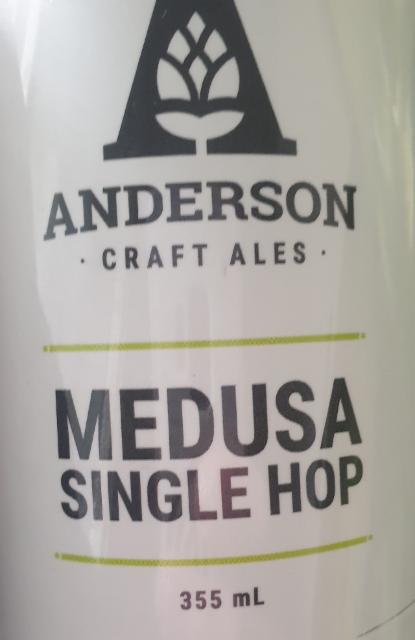 A
ANDERSON
· CRAFT ALES ·
MEDUSA
SINGLE HOP
355 mL